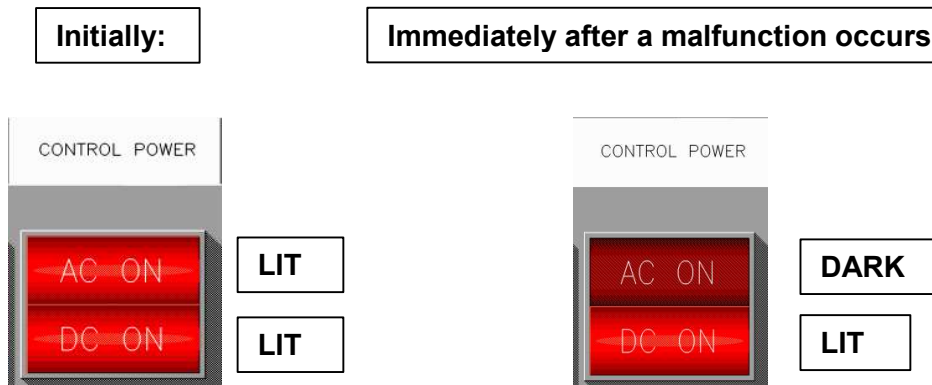 Initially:
Immediately after a malfunction occurs
CONTROL POWER
CONTROL POWER
AC ON
LIT
AC ON
DARK
DC ON
LIT
DC ON
LIT